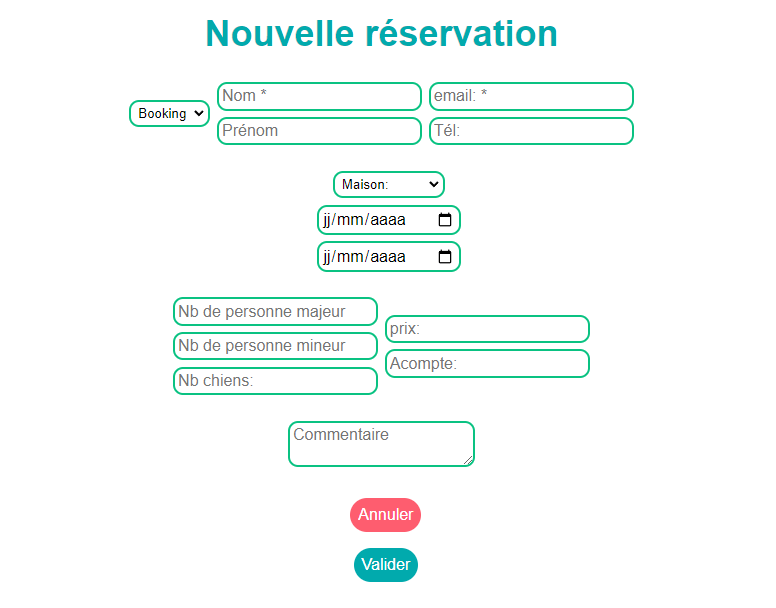 Nouvelle réservation
Booking
Nom *
email: *
Prénom
Tél:
Maison:
jj/mm/aaaa
jj/mm/aaaa
Nb de personne majeur
Nb de personne mineur
Nb chiens:
prix:
Acompte:
Commentaire
Annuler
Valider